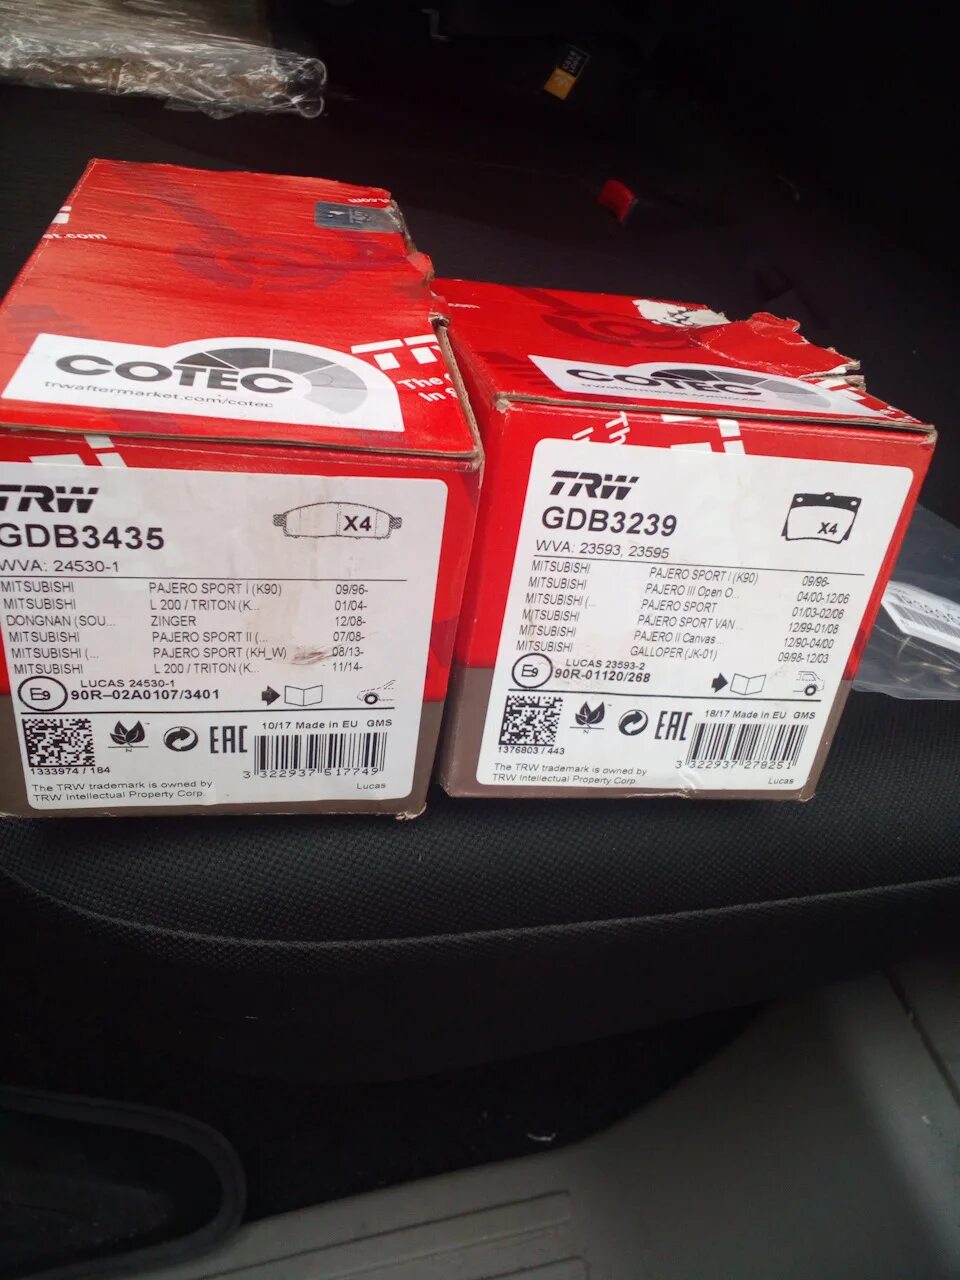 et.com
COTEC
trwaftermarket.com/cotec
The
In
TRW
GDB3435
X4
WVA: 24530-1
MITSUBISHI PAJERO SPORT I (K90) 09/96-
MITSUBISHI L 200 / TRITON (K... 01/04-
DONGNAN (SOU... ZINGER 12/08-
MITSUBISHI PAJERO SPORT II (... 07/08-
MITSUBISHI (... PAJERO SPORT (KH_W) 08/13-
MITSUBISHI L 200 / TRITON (K... 11/14-
E9
LUCAS 24530-1
90R-02A0107/3401
N
EAC
10/17 Made in EU GMS
1333974 / 184
3 322937 517749
The TRW trademark is owned by
TRW Intellectual Property Corp.
Lucas
COTEC
TRW
GDB3239
X4
WVA: 23593, 23595
MITSUBISHI PAJERO SPORT I (K90) 09/96-
MITSUBISHI PAJERO III Open O... 04/00-12/06
MITSUBISHI (... PAJERO SPORT 01/03-02/06
MITSUBISHI PAJERO SPORT VAN... 12/99-01/08
MITSUBISHI PAJERO II Canvas... 12/90-04/00
MITSUBISHI GALLOPER (JK-01) 09/98-12/03
E9
LUCAS 23593-2
90R-01120/268
N
EAC
18/17 Made in EU GMS
1376803 / 443
3 322937 278251
The TRW trademark is owned by
TRW Intellectual Property Corp.
Lucas